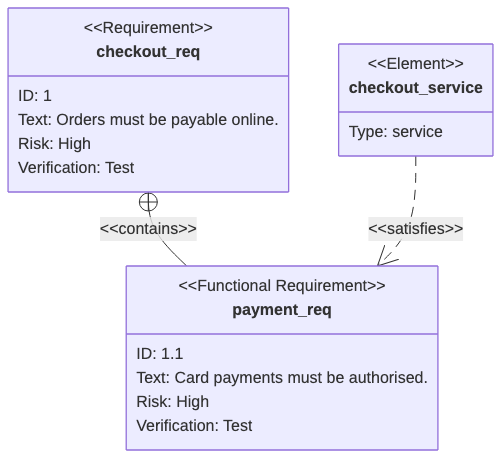 <<Requirement>>
checkout_req
ID: 1
Text: Orders must be payable online.
Risk: High
Verification: Test
<<Element>>
checkout_service
Type: service
<<contains>>
<<satisfies>>
<<Functional Requirement>>
payment_req
ID: 1.1
Text: Card payments must be authorised.
Risk: High
Verification: Test